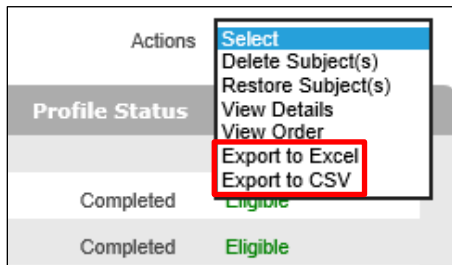 Actions Select
Delete Subject(s)
Restore Subject(s)
Profile Status View Details
View Order
Export to Excel
Export to CSV
Completed Eligible
Completed Eligible